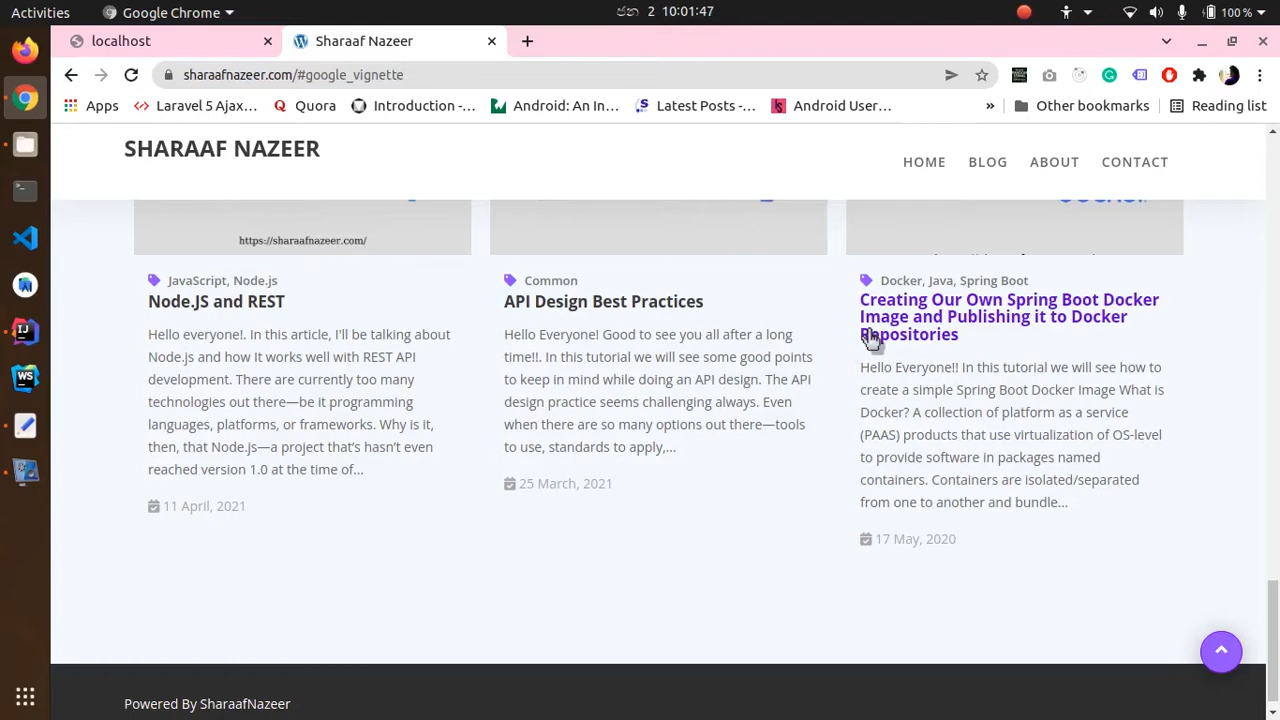 Activities
Google Chrome
ජන 2 10:01:47
100 %
localhost
Sharaaf Nazeer
sharaafnazeer.com/#google_vignette
Apps
Laravel 5 Ajax...
Quora
Introduction -...
Android: An In...
Latest Posts -...
Android User...
»
Other bookmarks
Reading list
SHARAAF NAZEER
HOME
BLOG
ABOUT
CONTACT
https://sharaafnazeer.com/
JavaScript, Node.js
Node.JS and REST
Hello everyone!. In this article, I'll be talking about
Node.js and how It works well with REST API
development. There are currently too many
technologies out there—be it programming
languages, platforms, or frameworks. Why is it,
then, that Node.js—a project that's hasn't even
reached version 1.0 at the time of...
11 April, 2021
Common
API Design Best Practices
Hello Everyone! Good to see you all after a long
time!!. In this tutorial we will see some good points
to keep in mind while doing an API design. The API
design practice seems challenging always. Even
when there are so many options out there—tools
to use, standards to apply,...
25 March, 2021
Docker, Java, Spring Boot
Creating Our Own Spring Boot Docker
Image and Publishing it to Docker
Repositories
Hello Everyone!! In this tutorial we will see how to
create a simple Spring Boot Docker Image What is
Docker? A collection of platform as a service
(PAAS) products that use virtualization of OS-level
to provide software in packages named
containers. Containers are isolated/separated
from one to another and bundle...
17 May, 2020
Powered By SharaafNazeer